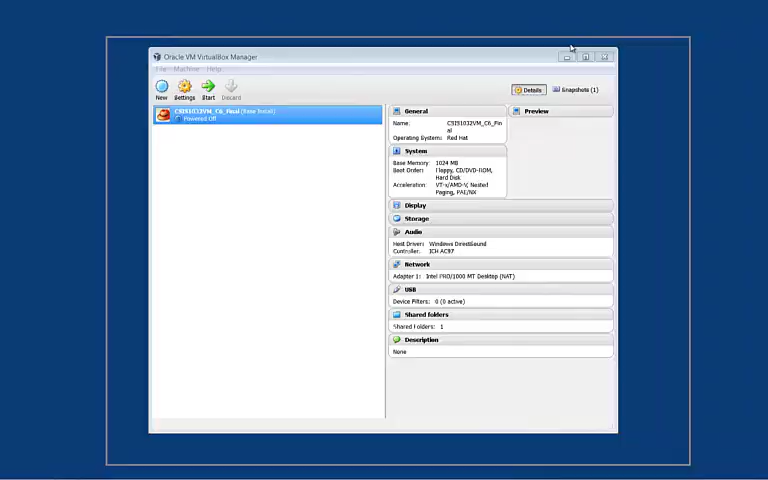 Oracle VM VirtualBox Manager
File Machine Help
New Settings Start Discard
Details Snapshots (1)
CSIS1032VM_C6_Final (Base Install)
Powered Off
General
Name: CSIS1032VM_C6_Fin
al
Operating System: Red Hat
Preview
System
Base Memory: 1024 MB
Boot Order: Floppy, CD/DVD-ROM,
Hard Disk
Acceleration: VT-x/AMD-V, Nested
Paging, PAE/NX
Display
Storage
Audio
Host Driver: Windows DirectSound
Controller: ICH AC97
Network
Adapter 1: Intel PRO/1000 MT Desktop (NAT)
USB
Device Filters: 0 (0 active)
Shared folders
Shared Folders: 1
Description
None